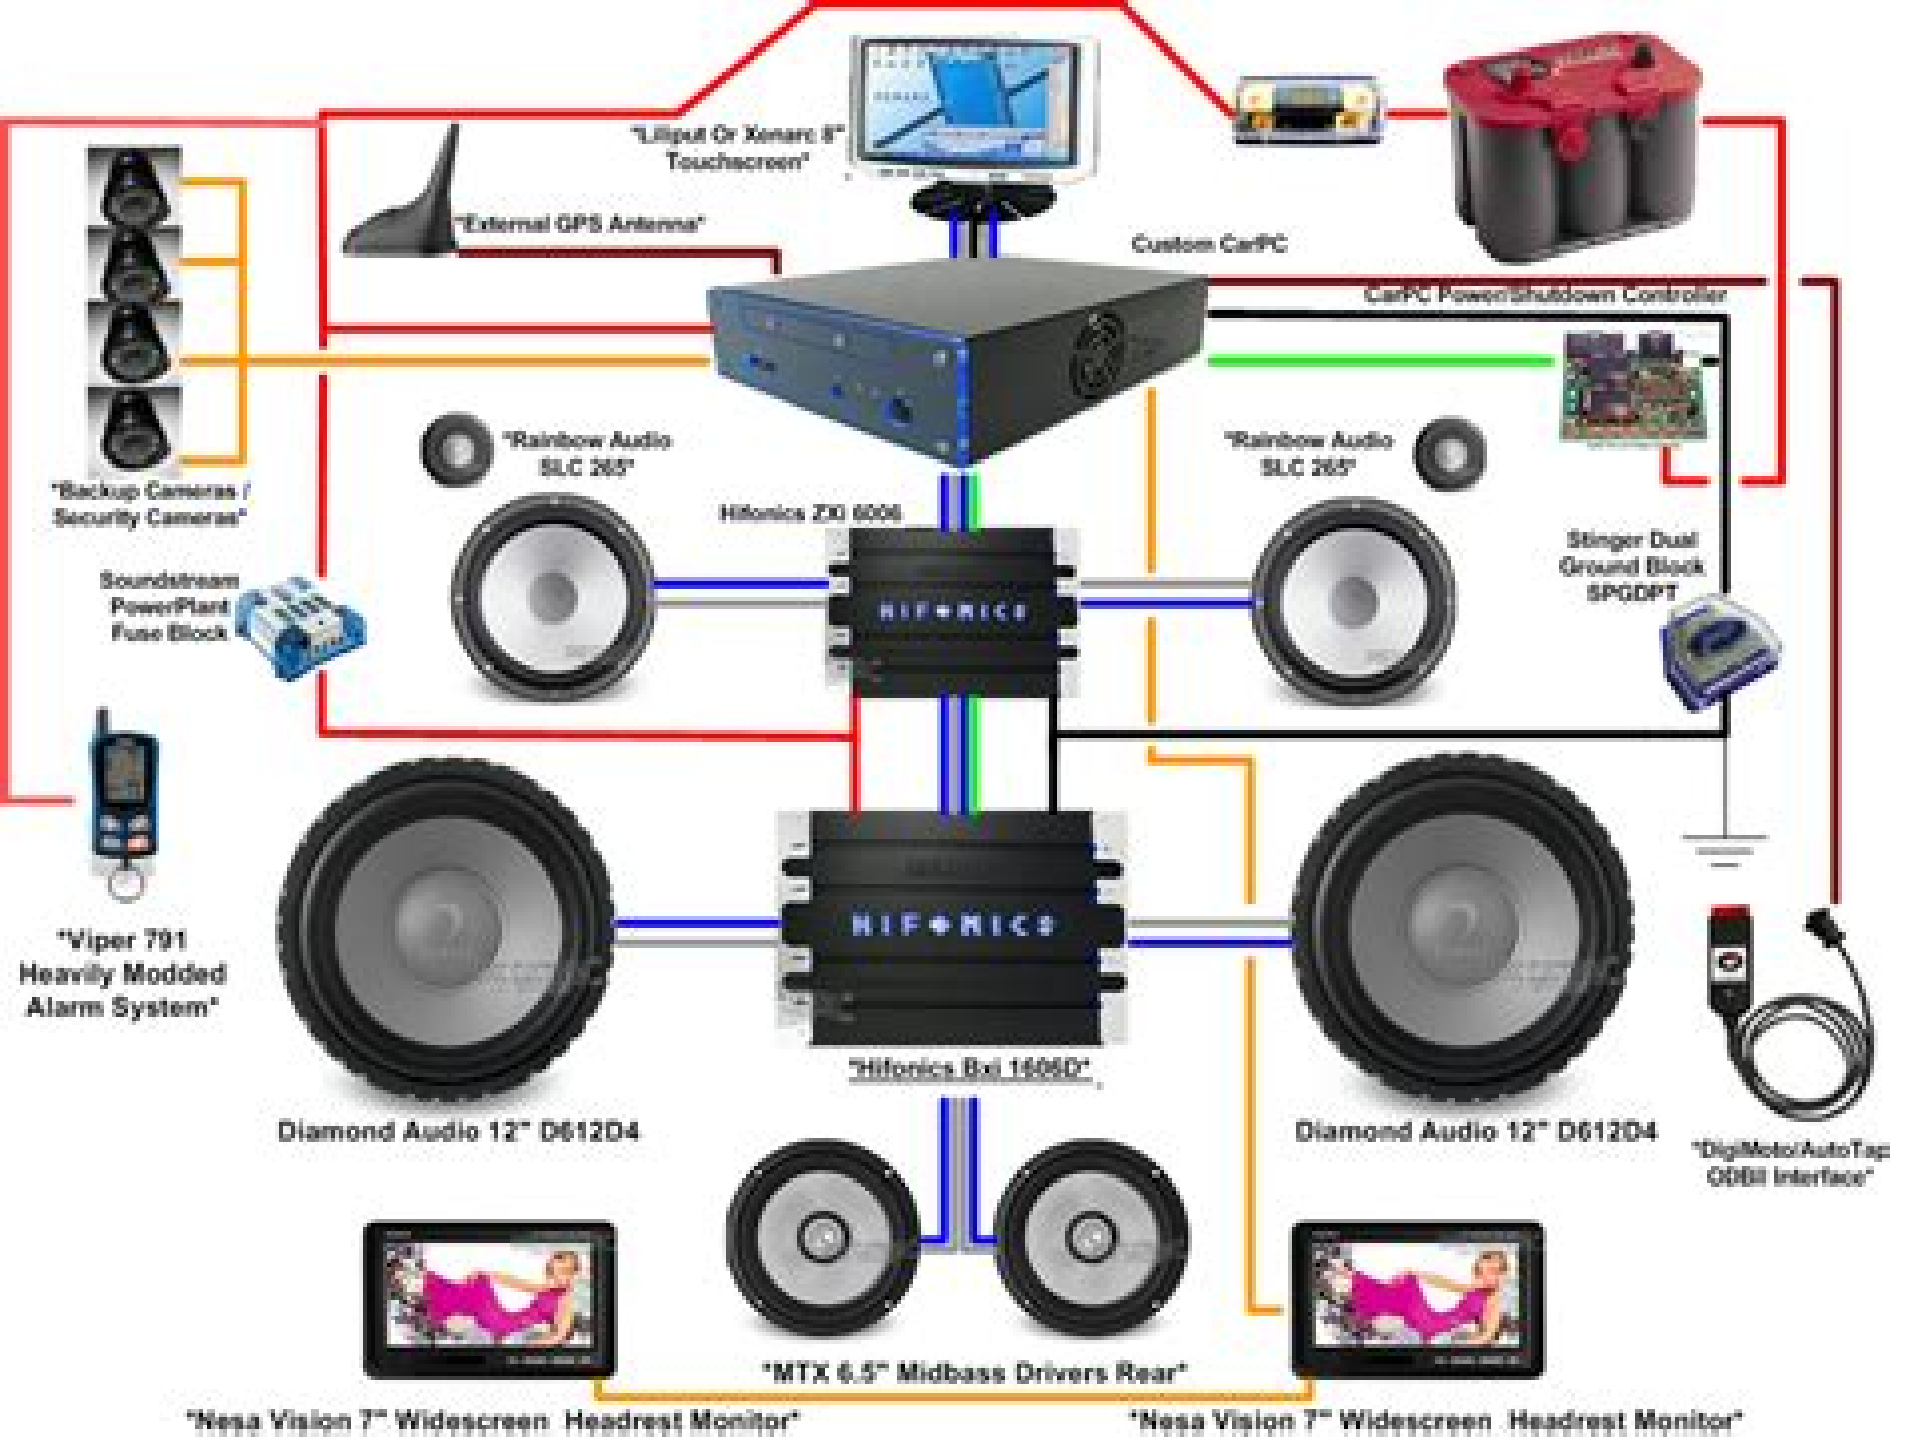 "Liliput Or Xenarc 8"
Touchscreen"
"External GPS Antenna"
Custom CarPC
CarPC Power/Shutdown Controller
"Rainbow Audio
SLC 265"
"Rainbow Audio
SLC 265"
"Backup Cameras /
Security Cameras"
Hifonics ZXi 6006
Stinger Dual
Ground Block
SPGDPT
Soundstream
PowerPlant
Fuse Block
HIFONICS
"Viper 791
Heavily Modded
Alarm System"
HIFONICS
"Hifonics Bxi 1606D"
Diamond Audio 12" D612D4
Diamond Audio 12" D612D4
"DigiMoto/AutoTap
ODBII Interface"
"MTX 6.5" Midbass Drivers Rear"
"Nesa Vision 7" Widescreen Headrest Monitor"
"Nesa Vision 7" Widescreen Headrest Monitor"